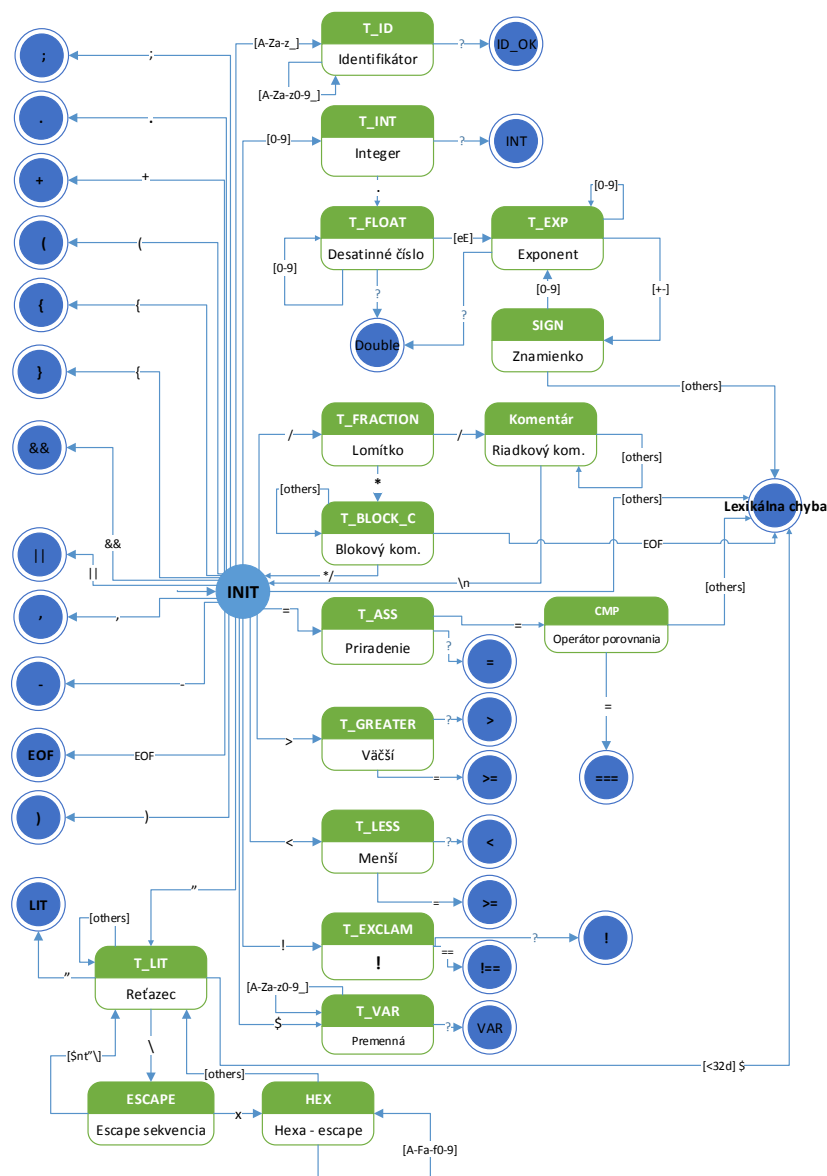 T_ID
[A-Za-z_]
?
ID_OK
Identifikátor
[A-Za-z0-9_]
;
;
.
.
T_INT
[0-9]
?
INT
Integer
.
+
+
[0-9]
T_FLOAT
[eE]
T_EXP
Desatinné číslo
Exponent
(
(
[0-9]
[0-9]
[+-]
?
?
{
{
SIGN
Double
Znamienko
}
{
[others]
T_FRACTION
Komentár
/
/
Lomítko
Riadkový kom.
&&
[others]
*
[others]
[others]
T_BLOCK_C
Lexikálna chyba
Blokový kom.
EOF
&&
||
||
*/
\n
[others]
INIT
=
T_ASS
CMP
,
,
=
Operátor porovnania
Priradenie
?
=
-
-
=
T_GREATER
?
>
>
Väčší
EOF
EOF
=
>=
===
)
)
T_LESS
<
?
<
Menší
”
=
>=
LIT
[others]
T_EXCLAM
!
!
?
!
==
!==
T_LIT
”
Reťazec
[A-Za-z0-9_]
T_VAR
$
?
VAR
Premenná
[$nt”\]
\
[<32d] $
[others]
ESCAPE
HEX
x
Escape sekvencia
Hexa - escape
[A-Fa-f0-9]